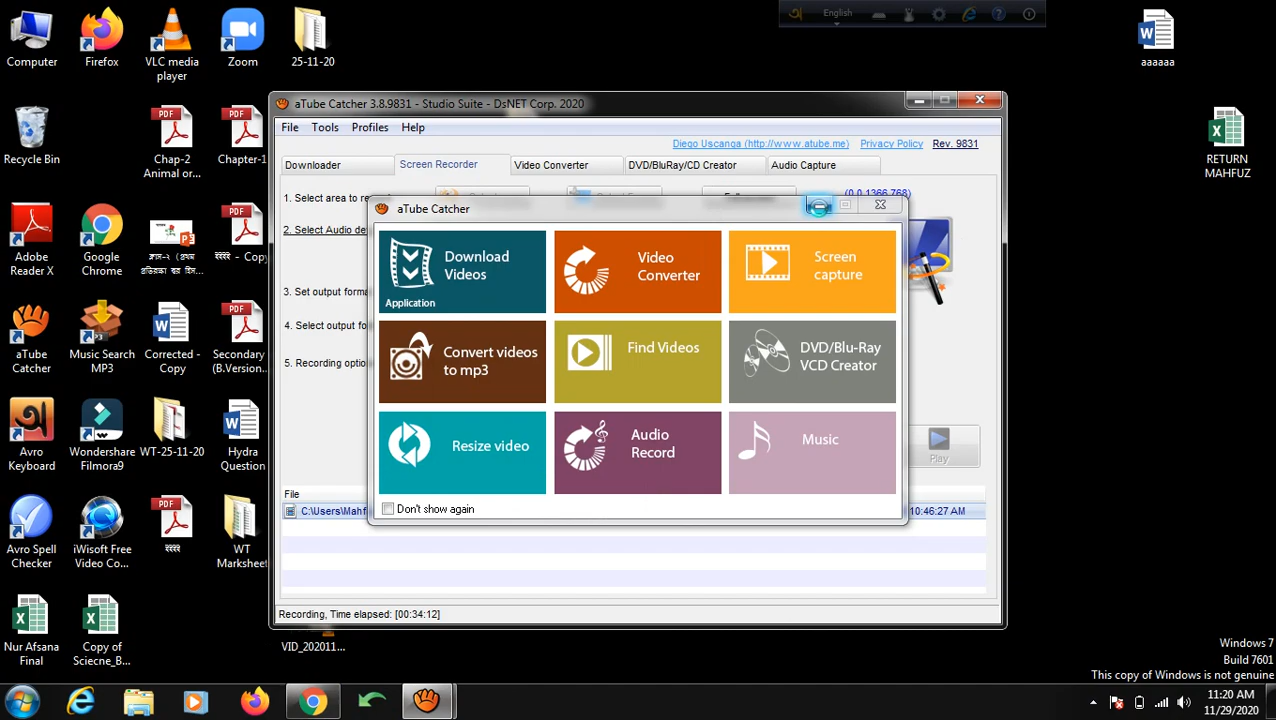 Computer
Firefox
VLC media
player
Zoom
25-11-20
English
aaaaaa
Recycle Bin
PDF
Chap-2
Animal or...
PDF
Chapter-1
RETURN
MAHFUZ
Adobe
Reader X
Google
Chrome
PDF
হহহহ - Copy
aTube
Catcher
Music Search
MP3
Corrected -
Copy
PDF
Secondary
(B.Version...
Avro
Keyboard
Wondershare
Filmora9
WT-25-11-20
Hydra
Question
Avro Spell
Checker
iWisoft Free
Video Co...
PDF
হহহহ
WT
Marksheet
Nur Afsana
Final
Copy of
Sciecne_B...
VID_202011...
aTube Catcher 3.8.9831 - Studio Suite - DsNET Corp. 2020
File Tools Profiles Help
Diego Uscanga (http://www.atube.me) Privacy Policy Rev. 9831
Downloader Screen Recorder Video Converter DVD/BluRay/CD Creator Audio Capture
1. Select area to re
(0,0,1366,768)
2. Select Audio de
3. Set output forma
4. Select output fo
5. Recording optio
Play
File
C:\Users\Mahf
10:46:27 AM
Recording, Time elapsed: [00:34:12]
aTube Catcher
Download
Videos
Application
Video
Converter
Screen
capture
Convert videos
to mp3
Find Videos
DVD/Blu-Ray
VCD Creator
Resize video
Audio
Record
Music
Don't show again
Windows 7
Build 7601
This copy of Windows is not genuine
11:20 AM
11/29/2020